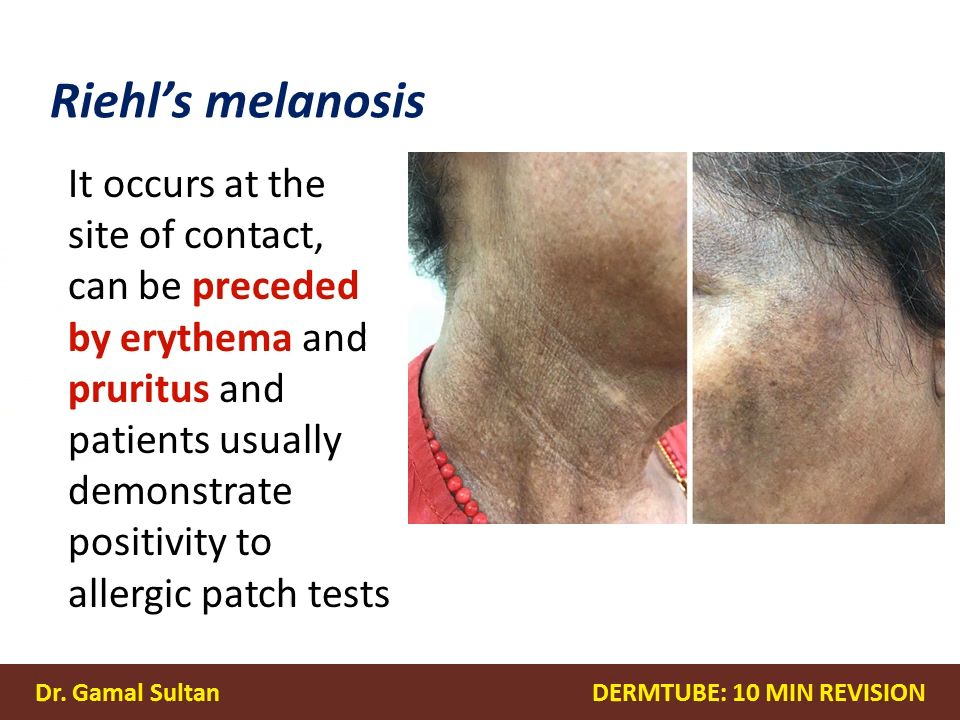 Riehl’s melanosis
It occurs at the
site of contact,
can be preceded
by erythema and
pruritus and
patients usually
demonstrate
positivity to
allergic patch tests
Dr. Gamal Sultan
DERMTUBE: 10 MIN REVISION